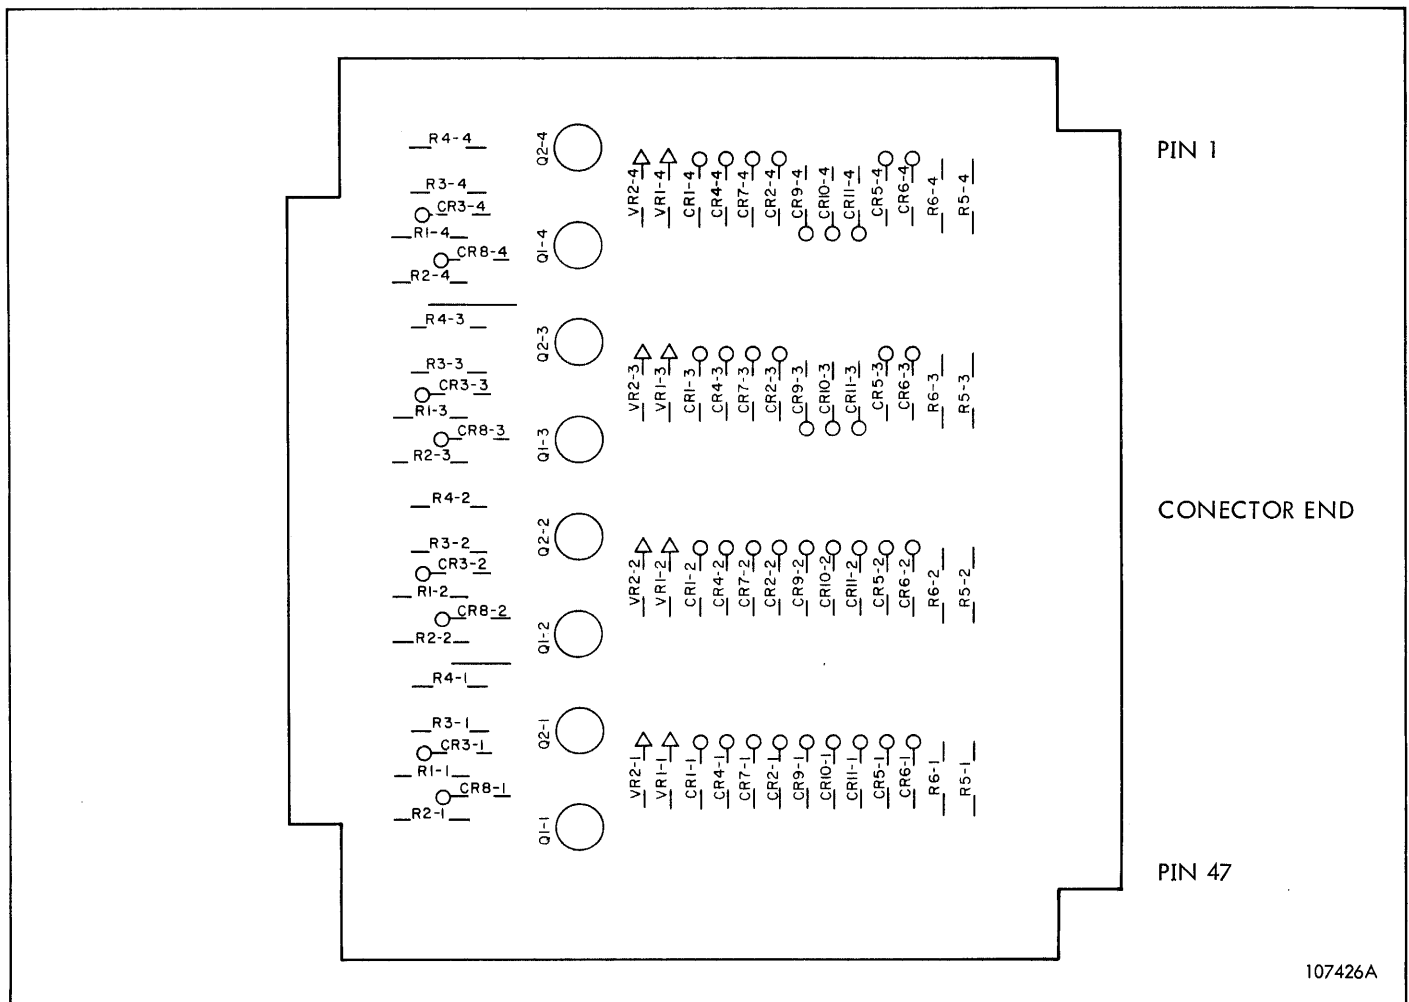 R4-4
R3-4
CR3-4
R1-4
CR8-4
R2-4
Q2-4
Q1-4
VR2-4
VR1-4
CR1-4
CR4-4
CR7-4
CR2-4
CR9-4
CR10-4
CR11-4
CR5-4
CR6-4
R6-4
R5-4
PIN 1
R4-3
R3-3
CR3-3
R1-3
CR8-3
R2-3
Q2-3
Q1-3
VR2-3
VR1-3
CR1-3
CR4-3
CR7-3
CR2-3
CR9-3
CR10-3
CR11-3
CR5-3
CR6-3
R6-3
R5-3
CONECTOR END
R4-2
R3-2
CR3-2
R1-2
CR8-2
R2-2
Q2-2
Q1-2
VR2-2
VR1-2
CR1-2
CR4-2
CR7-2
CR2-2
CR9-2
CR10-2
CR11-2
CR5-2
CR6-2
R6-2
R5-2
R4-1
R3-1
CR3-1
R1-1
CR8-1
R2-1
Q2-1
Q1-1
VR2-1
VR1-1
CR1-1
CR4-1
CR7-1
CR2-1
CR9-1
CR10-1
CR11-1
CR5-1
CR6-1
R6-1
R5-1
PIN 47
107426A